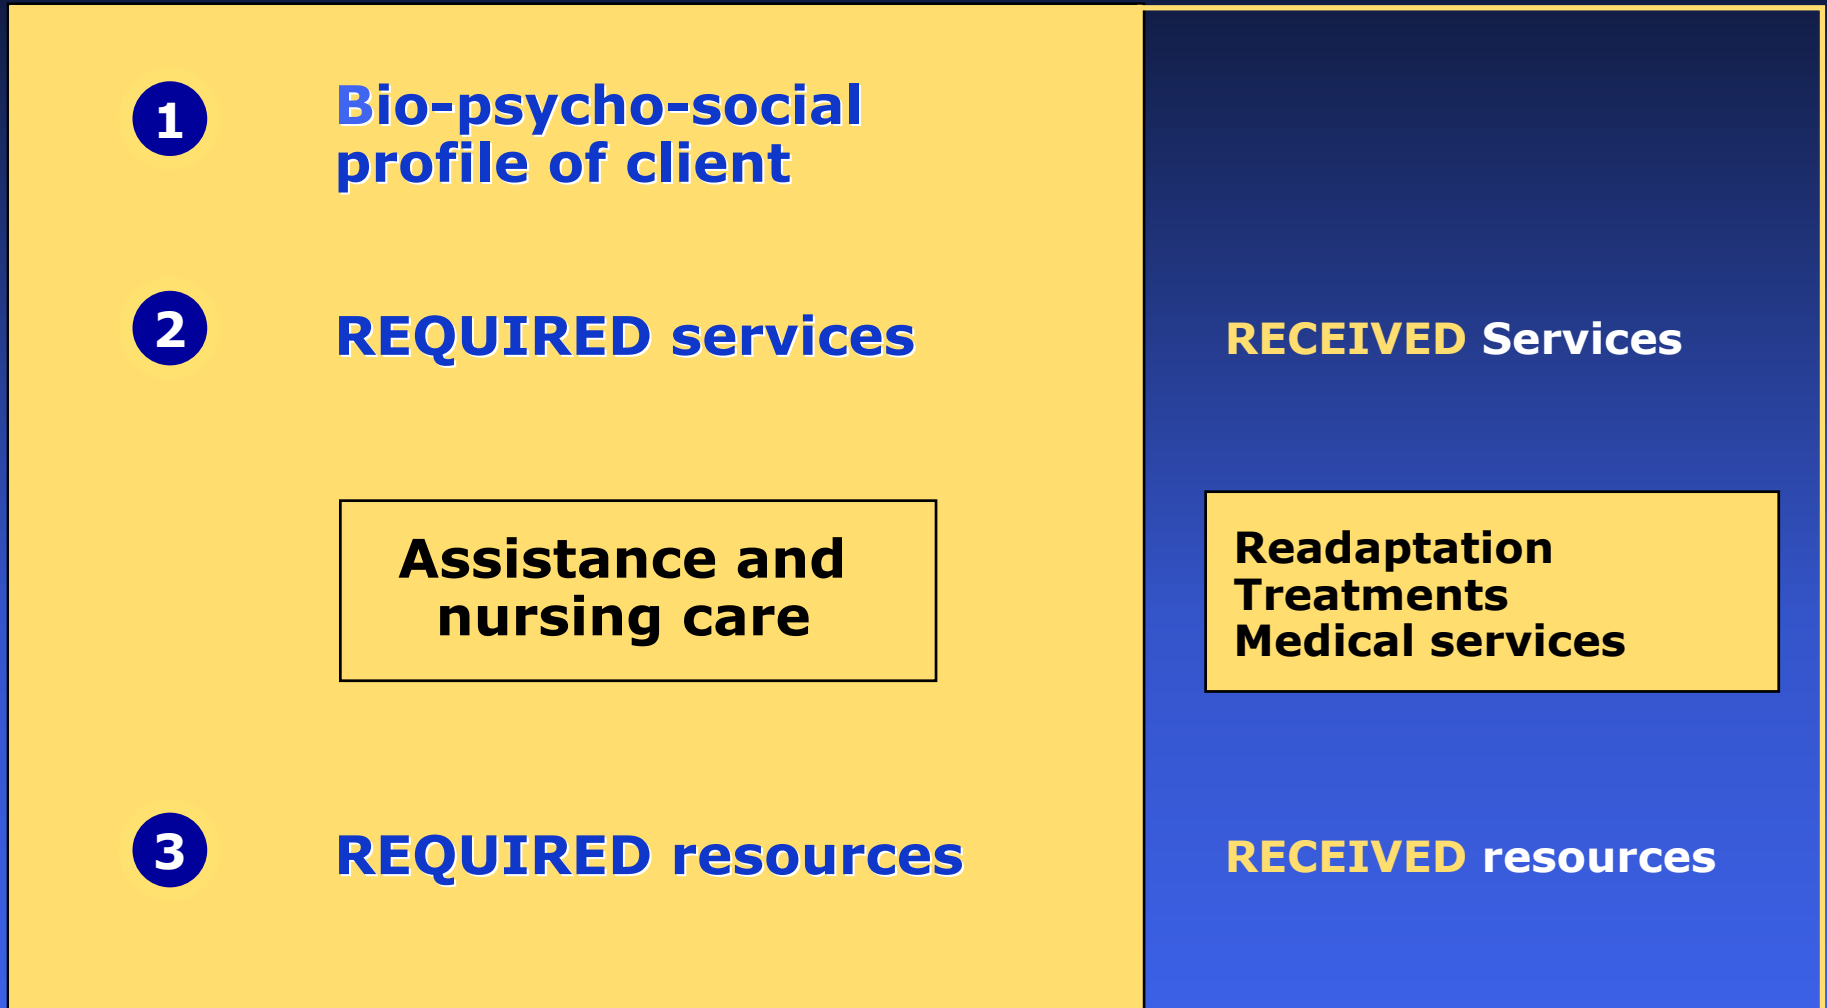 1
Bio-psycho-social
profile of client
2
REQUIRED services
RECEIVED Services
Assistance and
nursing care
Readaptation
Treatments
Medical services
3
REQUIRED resources
RECEIVED resources